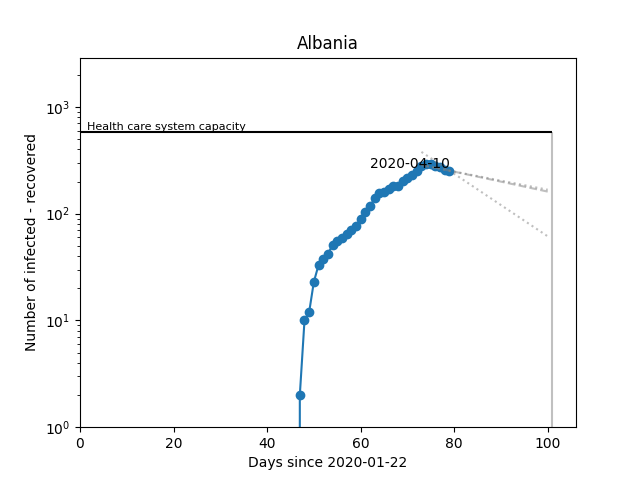 Albania
Number of infected - recovered
10³
10²
10¹
10⁰
Health care system capacity
2020-04-10
0 20 40 60 80 100
Days since 2020-01-22